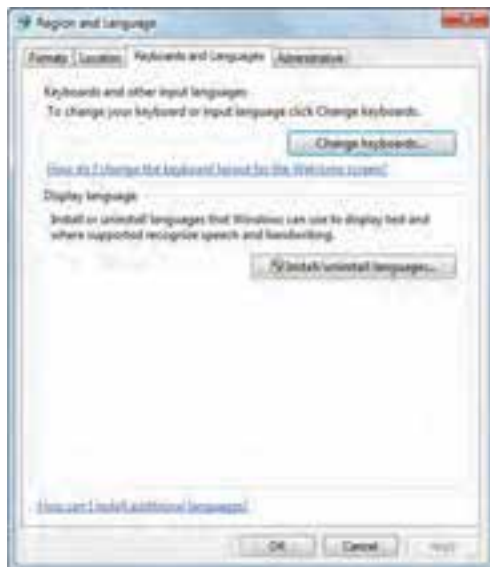 Region and Language
Formats Location Keyboards and Languages Administrative
Keyboards and other input languages
To change your keyboard or input language click Change keyboards.
Change keyboards...
How do I change the keyboard layout for the Welcome screen?
Display language
Install or uninstall languages that Windows can use to display text and
where supported recognize speech and handwriting.
Install/uninstall languages...
How can I install additional languages?
OK Cancel Apply